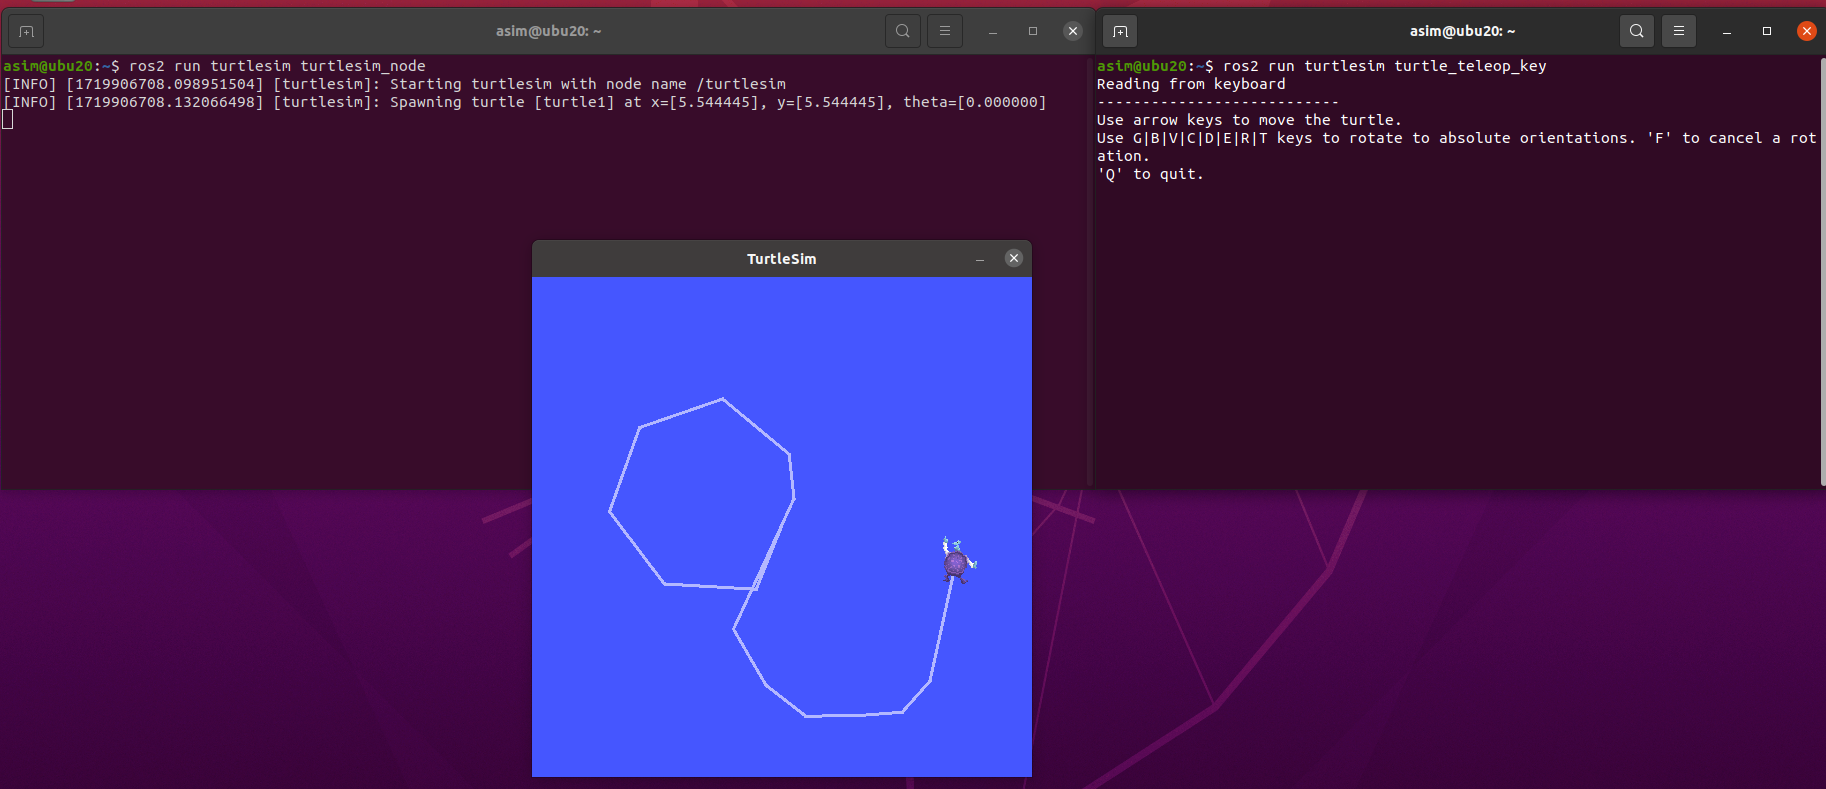 asim@ubu20: ~
asim@ubu20:~$ ros2 run turtlesim turtlesim_node
[INFO] [1719906708.098951504] [turtlesim]: Starting turtlesim with node name /turtlesim
[INFO] [1719906708.132066498] [turtlesim]: Spawning turtle [turtle1] at x=[5.544445], y=[5.544445], theta=[0.000000]
asim@ubu20: ~
asim@ubu20:~$ ros2 run turtlesim turtle_teleop_key
Reading from keyboard
---------------------------
Use arrow keys to move the turtle.
Use G|B|V|C|D|E|R|T keys to rotate to absolute orientations. 'F' to cancel a rot
ation.
'Q' to quit.
TurtleSim